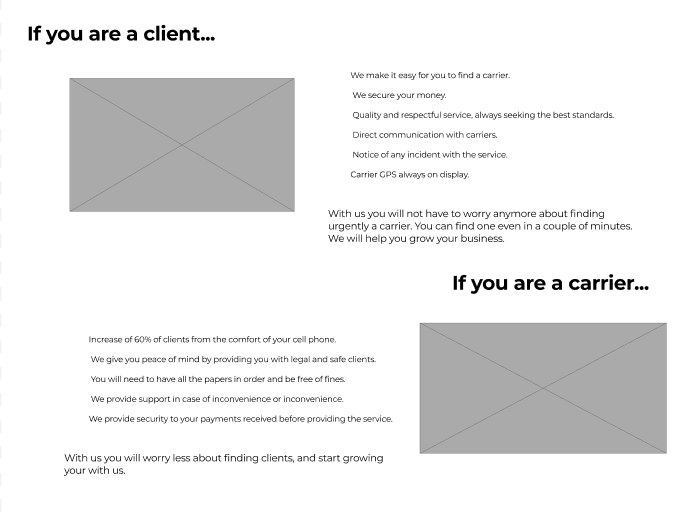 If you are a client...
We make it easy for you to find a carrier.
We secure your money.
Quality and respectful service, always seeking the best standards.
Direct communication with carriers.
Notice of any incident with the service.
Carrier GPS always on display.
With us you will not have to worry anymore about finding
urgently a carrier. You can find one even in a couple of minutes.
We will help you grow your business.
If you are a carrier...
Increase of 60% of clients from the comfort of your cell phone.
We give you peace of mind by providing you with legal and safe clients.
You will need to have all the papers in order and be free of fines.
We provide support in case of inconvenience or inconvenience.
We provide security to your payments received before providing the service.
With us you will worry less about finding clients, and start growing
your with us.